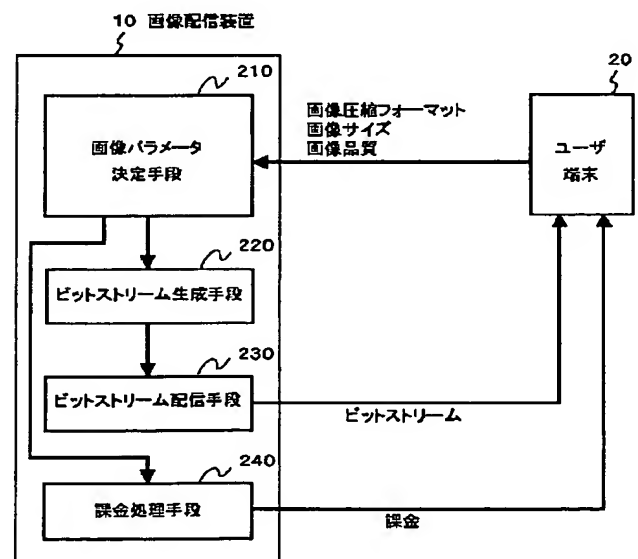 10 画像配信装置
210
画像パラメータ
決定手段
画像圧縮フォーマット
画像サイズ
画像品質
20
ユーザ
端末
220
ビットストリーム生成手段
230
ビットストリーム配信手段
ビットストリーム
240
課金処理手段
課金